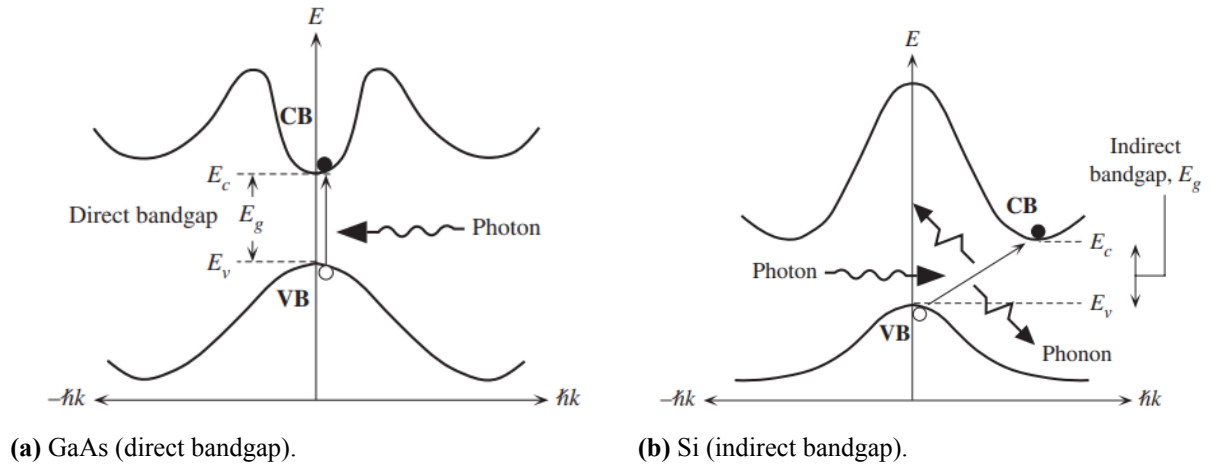 E
CB
E_c
Direct bandgap
E_g
Photon
E_v
VB
–ℏk
ℏk
(a) GaAs (direct bandgap).
E
Indirect
bandgap, E_g
CB
E_c
Photon
E_v
VB
Phonon
–ℏk
ℏk
(b) Si (indirect bandgap).